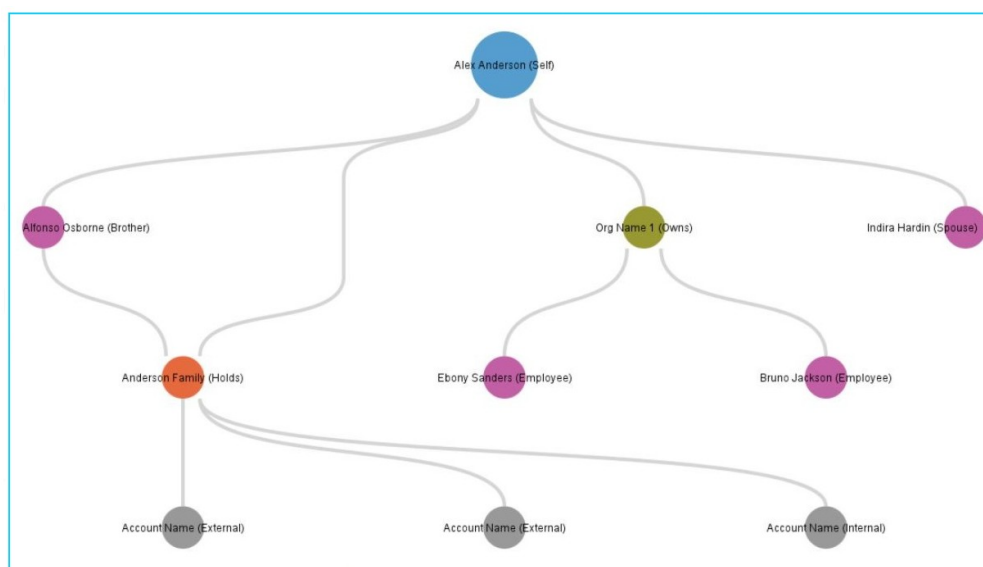 Alex Anderson (Self)
Alfonso Osborne (Brother)
Org Name 1 (Owns)
Indira Hardin (Spouse)
Anderson Family (Holds)
Ebony Sanders (Employee)
Bruno Jackson (Employee)
Account Name (External)
Account Name (External)
Account Name (Internal)